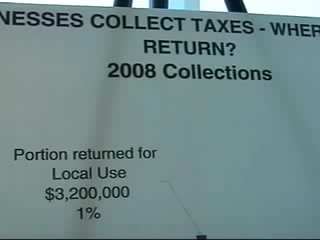 NESSES COLLECT TAXES - WHER
RETURN?
2008 Collections
Portion returned for
Local Use
$3,200,000
1%